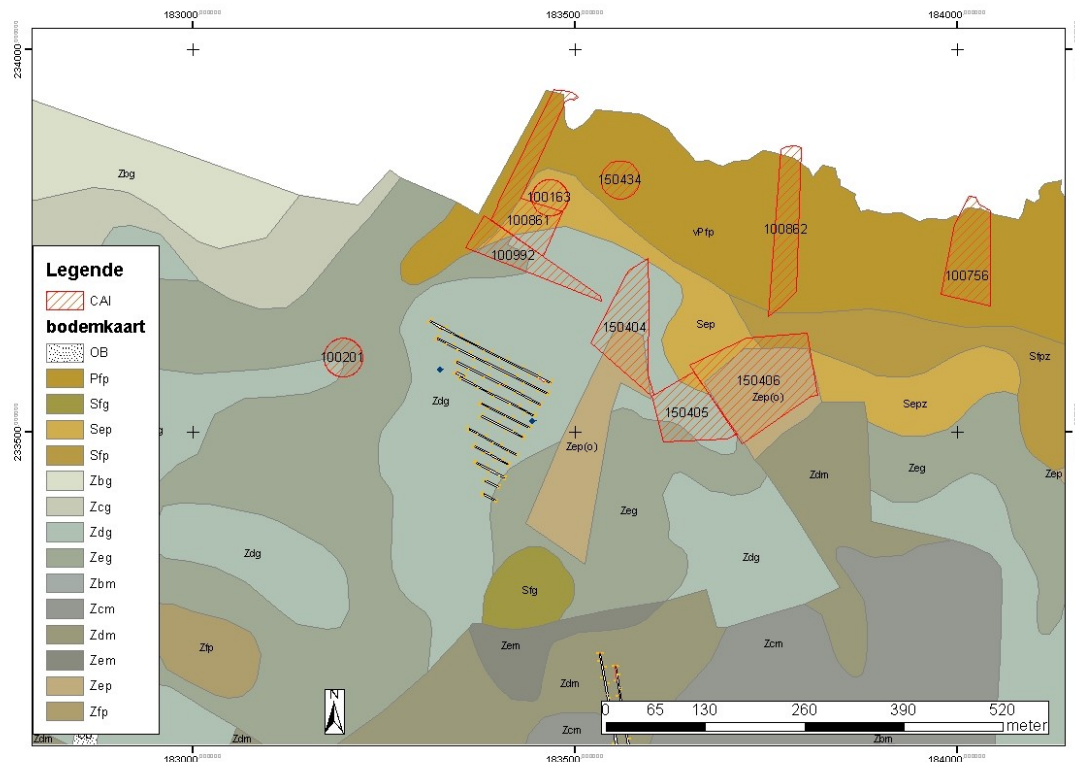 183000
183500
184000
234000
Zbg
150434
100163
100861
vPfp
100862
100992
Legende
CAI
bodemkaart
OB
Pfp
Sfg
Sep
Sfp
Zbg
Zcg
Zdg
Zeg
Zbm
Zcm
Zdm
Zem
Zep
Zfp
100756
150404
Sep
100201
Sfpz
150406
Zep(o)
Zdg
150405
Sepz
233500
Zep(o)
Zdm
Zeg
Zep
Zeg
Zdg
Zdg
Sfg
Zfp
Zem
Zcm
Zdm
N
0 65 130 260 390 520
meter
Zcm
Zbm
Zdm
OB
Zdm
183000
183500
184000